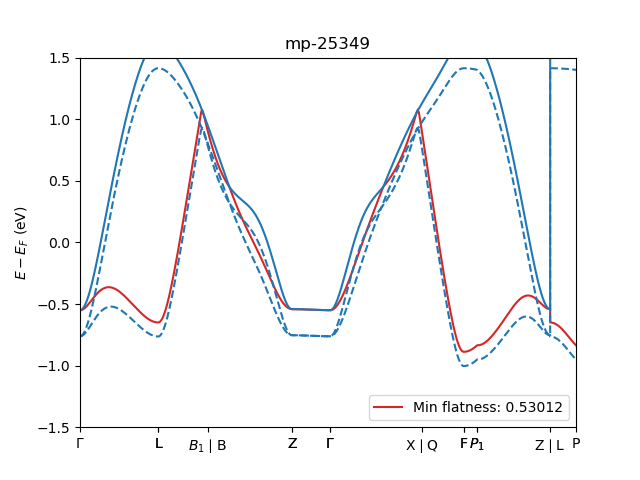 mp-25349
E − E_F (eV)
1.5
1.0
0.5
0.0
−0.5
−1.0
−1.5
Min flatness: 0.53012
Γ L B₁ | B Z Γ X | Q F P₁ Z | L P